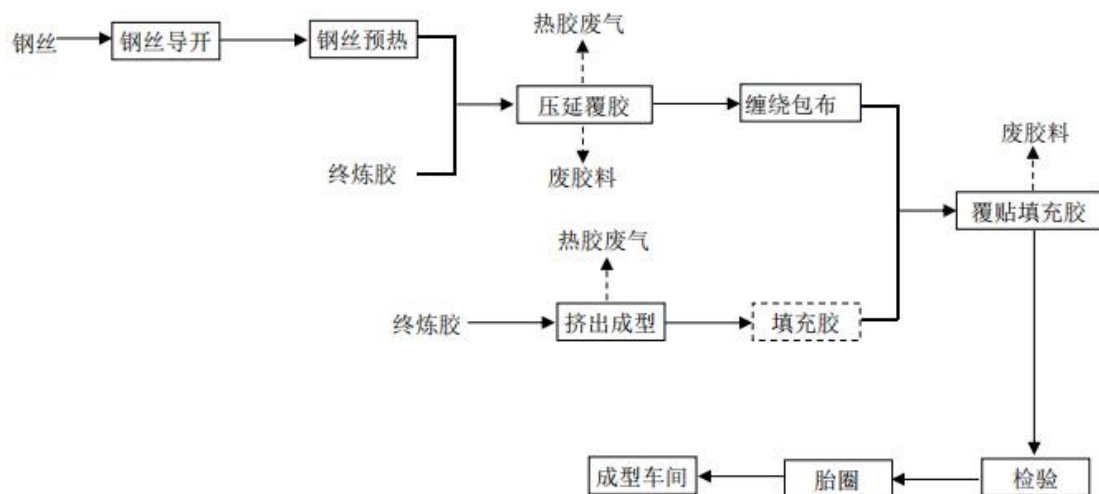 热胶废气
钢丝
钢丝导开
钢丝预热
压延覆胶
缠绕包布
废胶料
终炼胶
废胶料
覆贴填充胶
热胶废气
终炼胶
挤出成型
填充胶
成型车间
胎圈
检验